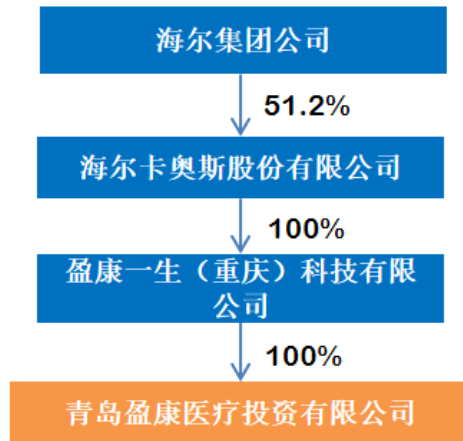 海尔集团公司
51.2%
海尔卡奥斯股份有限公司
100%
盈康一生（重庆）科技有限
公司
100%
青岛盈康医疗投资有限公司